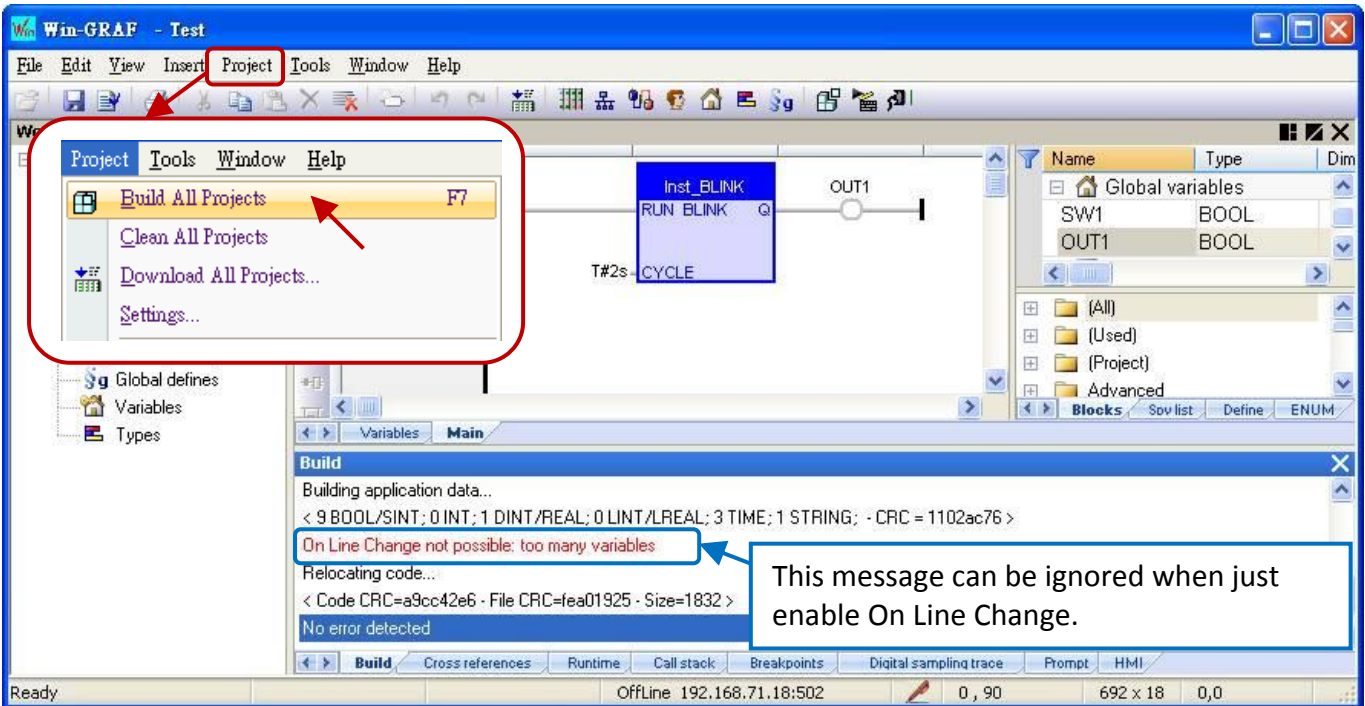 Win-GRAF - Test
File Edit View Insert Project Tools Window Help
Project Tools Window Help
Build All Projects F7
Clean All Projects
Download All Projects...
Settings...
Inst_BLINK
RUN BLINK Q
OUT1
T#2s
CYCLE
Name Type Dim
Global variables
SW1 BOOL
OUT1 BOOL
(All)
(Used)
(Project)
Advanced
Blocks Spy list Define ENUM
Global defines
Variables
Types
Variables Main
Build
Building application data...
< 9 BOOL/SINT; 0 INT; 1 DINT/REAL; 0 LINT/LREAL; 3 TIME; 1 STRING; - CRC = 1102ac76 >
On Line Change not possible: too many variables
Relocating code...
< Code CRC=a9cc42e6 - File CRC=fea01925 - Size=1832 >
No error detected
This message can be ignored when just
enable On Line Change.
Build Cross references Runtime Call stack Breakpoints Digital sampling trace Prompt HMI
Ready OffLine 192.168.71.18:502 0 , 90 692 x 18 0,0